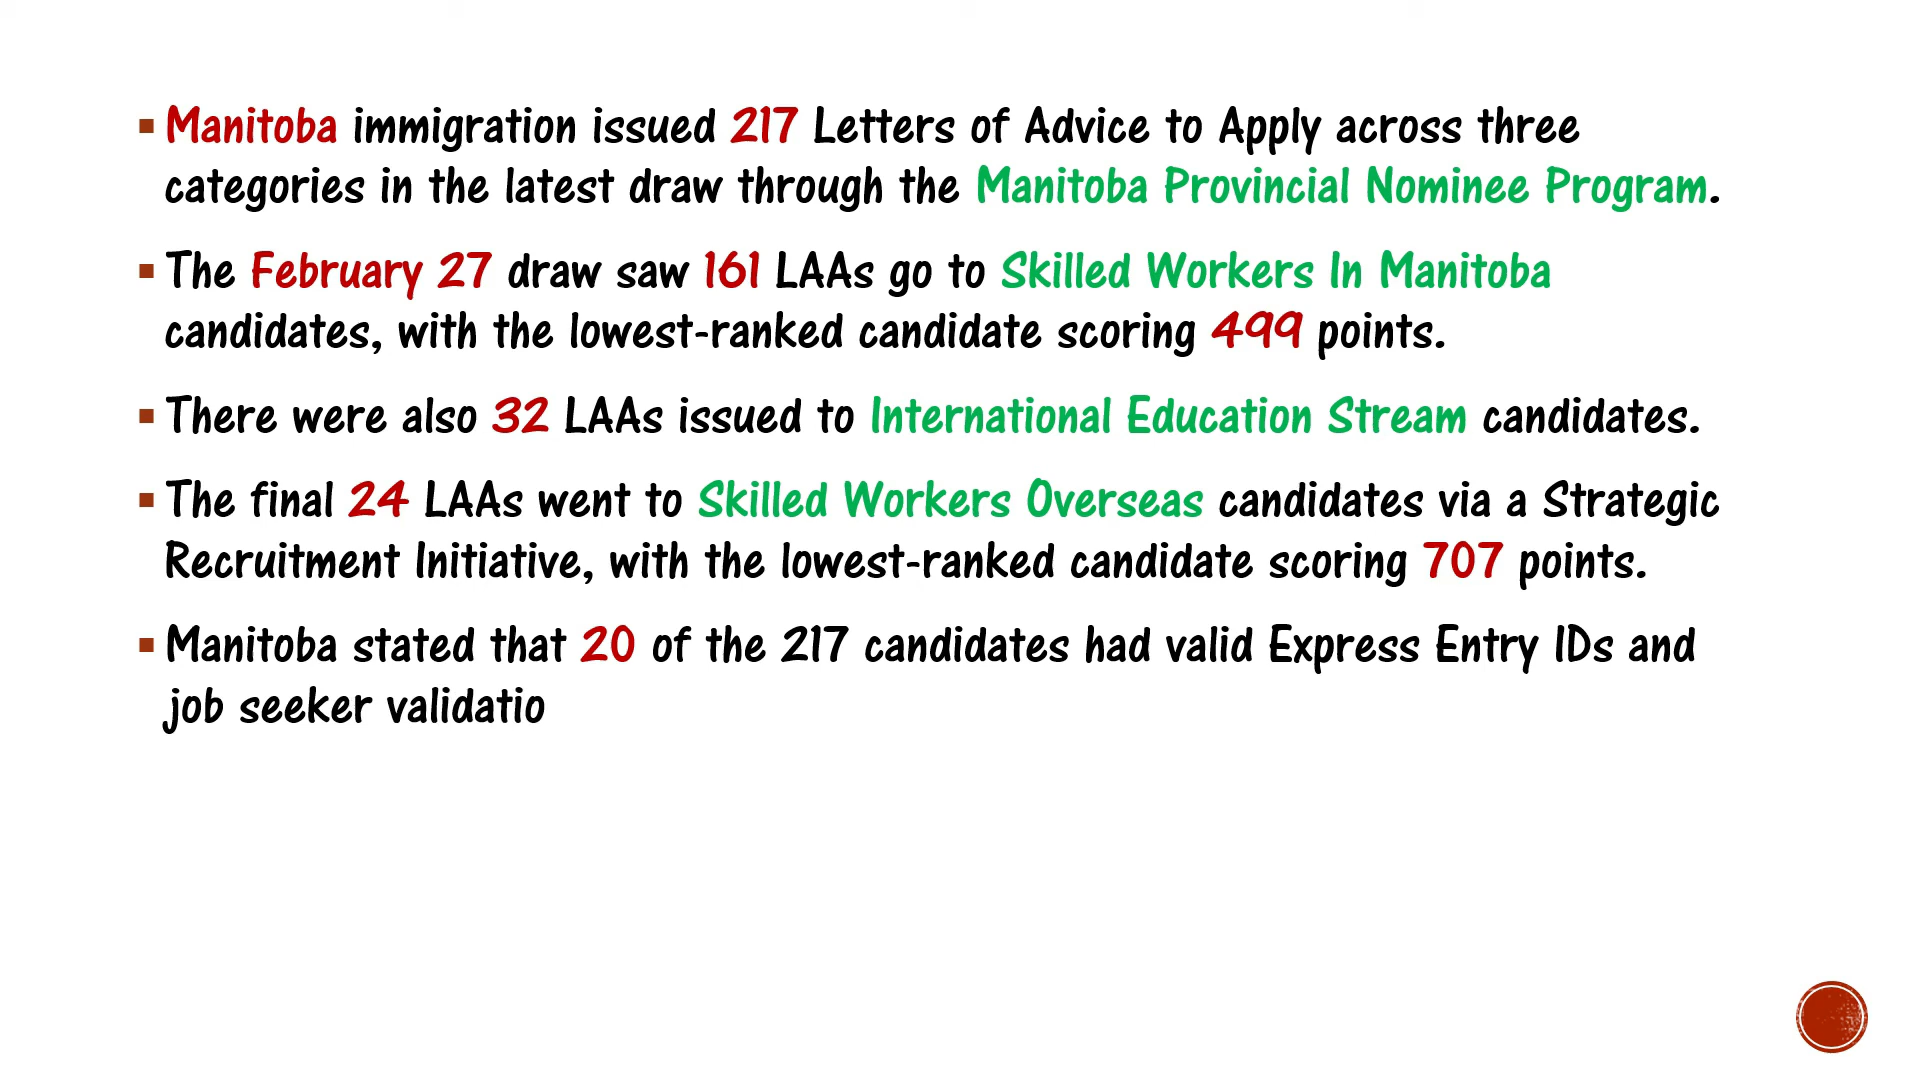 Manitoba immigration issued 217 Letters of Advice to Apply across three
categories in the latest draw through the Manitoba Provincial Nominee Program.
The February 27 draw saw 161 LAAs go to Skilled Workers In Manitoba
candidates, with the lowest-ranked candidate scoring 499 points.
There were also 32 LAAs issued to International Education Stream candidates.
The final 24 LAAs went to Skilled Workers Overseas candidates via a Strategic
Recruitment Initiative, with the lowest-ranked candidate scoring 707 points.
Manitoba stated that 20 of the 217 candidates had valid Express Entry IDs and
job seeker validatio